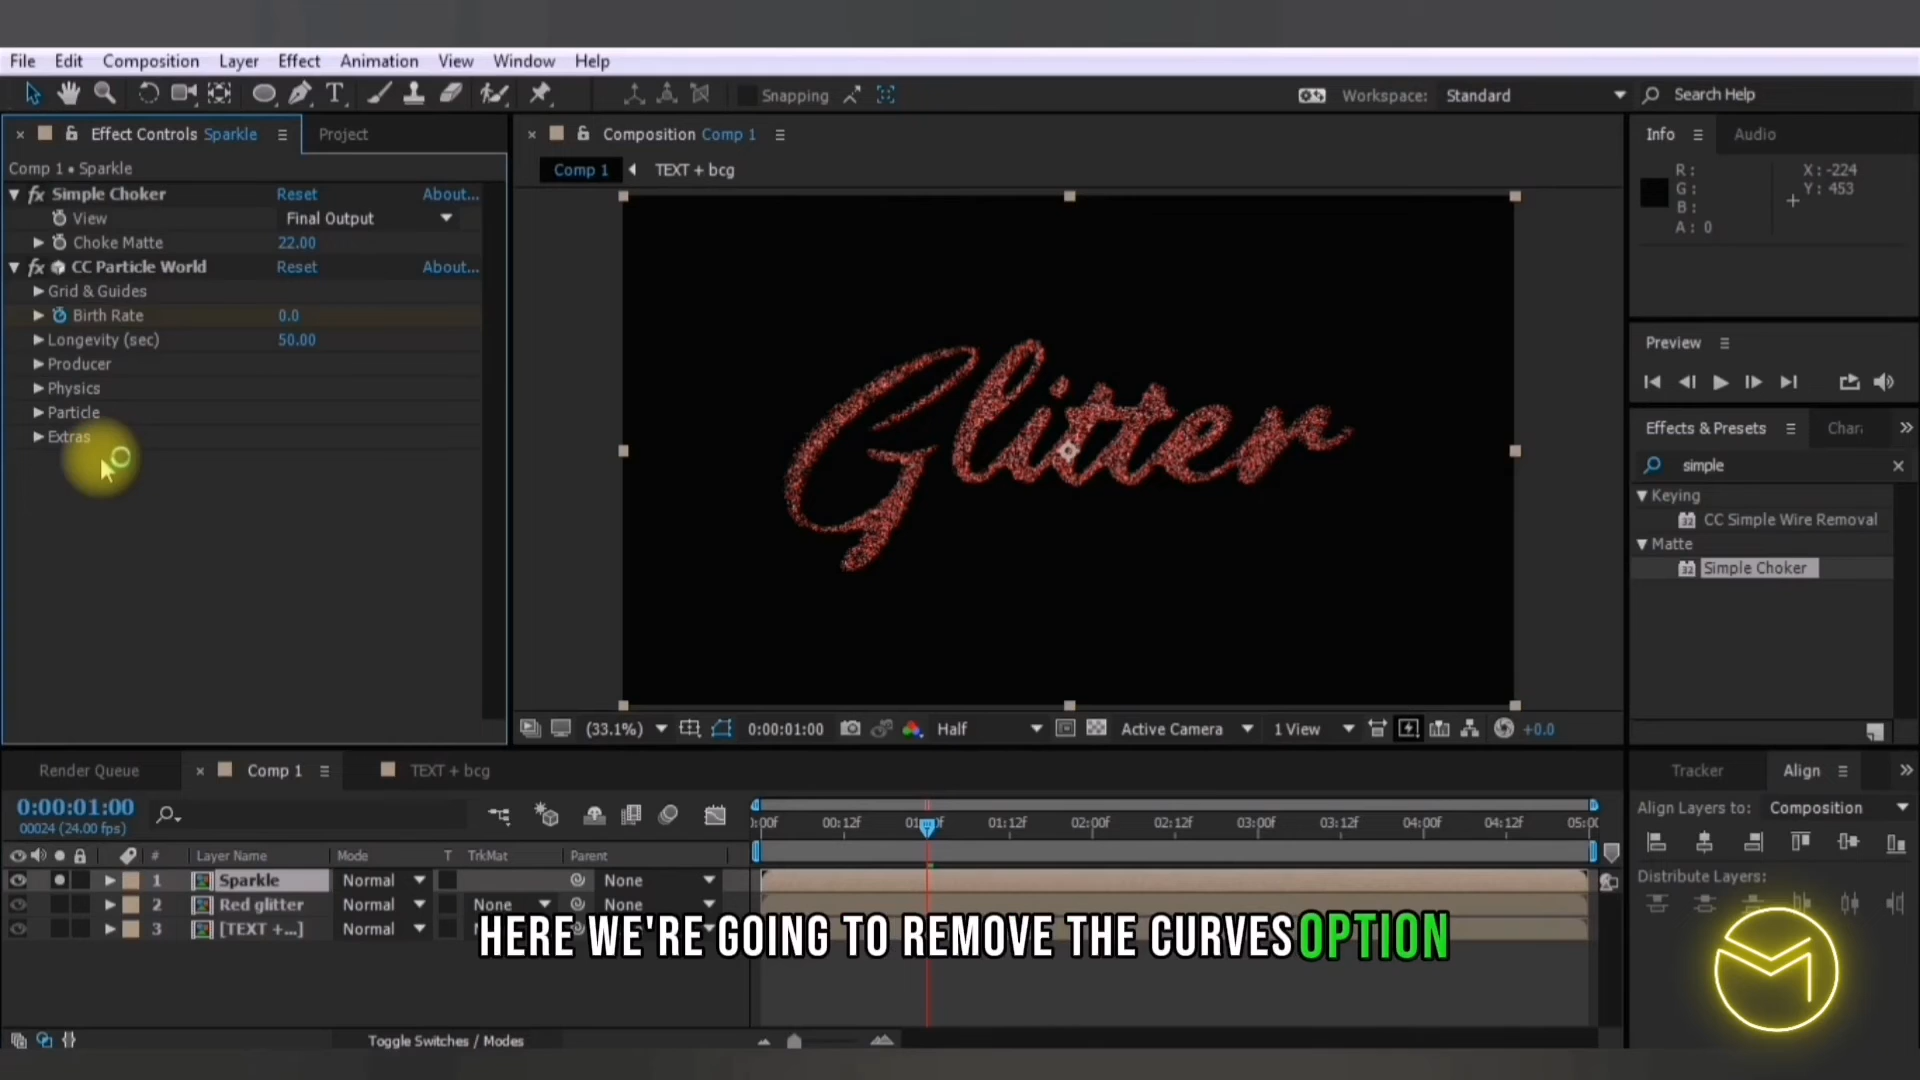 File Edit Composition Layer Effect Animation View Window Help
Snapping Workspace: Standard Search Help
Effect Controls Sparkle Project
Composition Comp 1
Info Audio
Comp 1 • Sparkle
Comp 1 TEXT + bcg
fx Simple Choker Reset About...
View Final Output
Choke Matte 22.00
fx CC Particle World Reset About...
Grid & Guides
Birth Rate 0.0
Longevity (sec) 50.00
Producer
Physics
Particle
Extras
Glitter
R:
G:
B:
A: 0
X: -224
Y: 453
Preview
Effects & Presets
simple
Keying
CC Simple Wire Removal
Matte
Simple Choker
(33.1%) 0:00:01:00 Half Active Camera 1 View +0.0
Render Queue Comp 1 TEXT + bcg
Tracker Align
0:00:01:00
00024 (24.00 fps)
00:12f 01:12f 02:00f 02:12f 03:00f 03:12f 04:00f 04:12f
Align Layers to: Composition
Distribute Layers:
# Layer Name Mode T TrkMat Parent
1 Sparkle Normal None
2 Red glitter Normal None None
3 [TEXT +...] Normal
HERE WE'RE GOING TO REMOVE THE CURVES OPTION
Toggle Switches / Modes